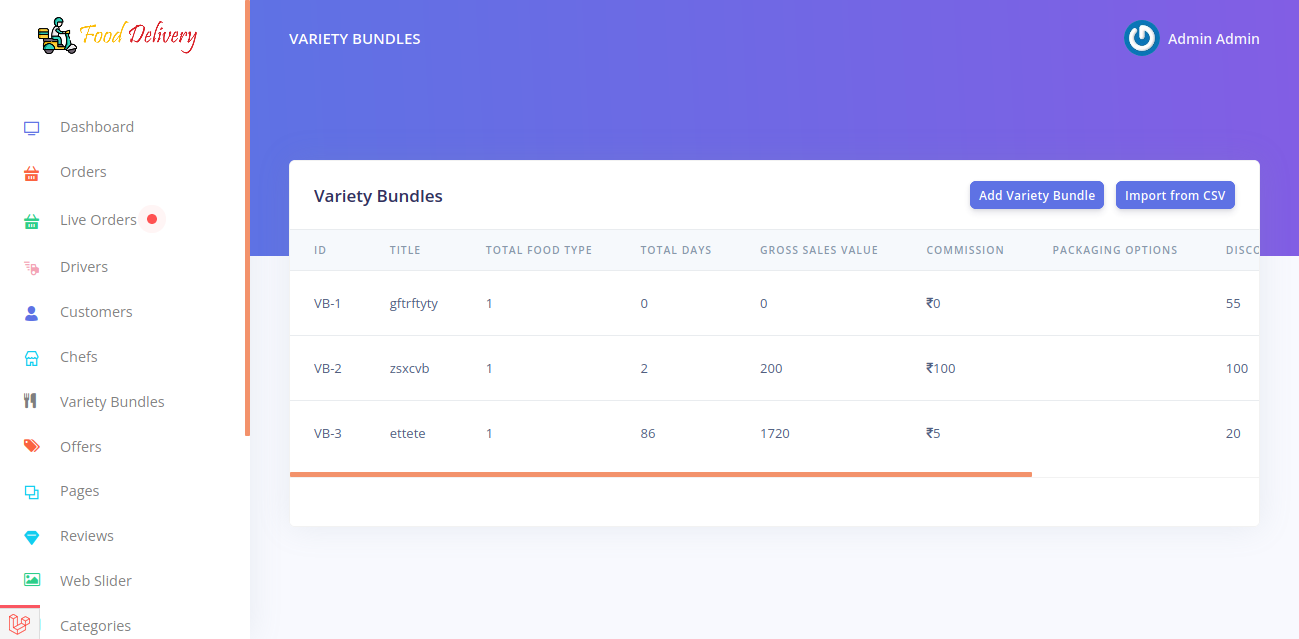 Food Delivery
VARIETY BUNDLES
Admin Admin
Dashboard
Orders
Live Orders
Drivers
Customers
Chefs
Variety Bundles
Offers
Pages
Reviews
Web Slider
Categories
Variety Bundles
Add Variety Bundle
Import from CSV
ID TITLE TOTAL FOOD TYPE TOTAL DAYS GROSS SALES VALUE COMMISSION PACKAGING OPTIONS DISCO
VB-1 gftrftyty 1 0 0 ₹0 55
VB-2 zsxcvb 1 2 200 ₹100 100
VB-3 ettete 1 86 1720 ₹5 20